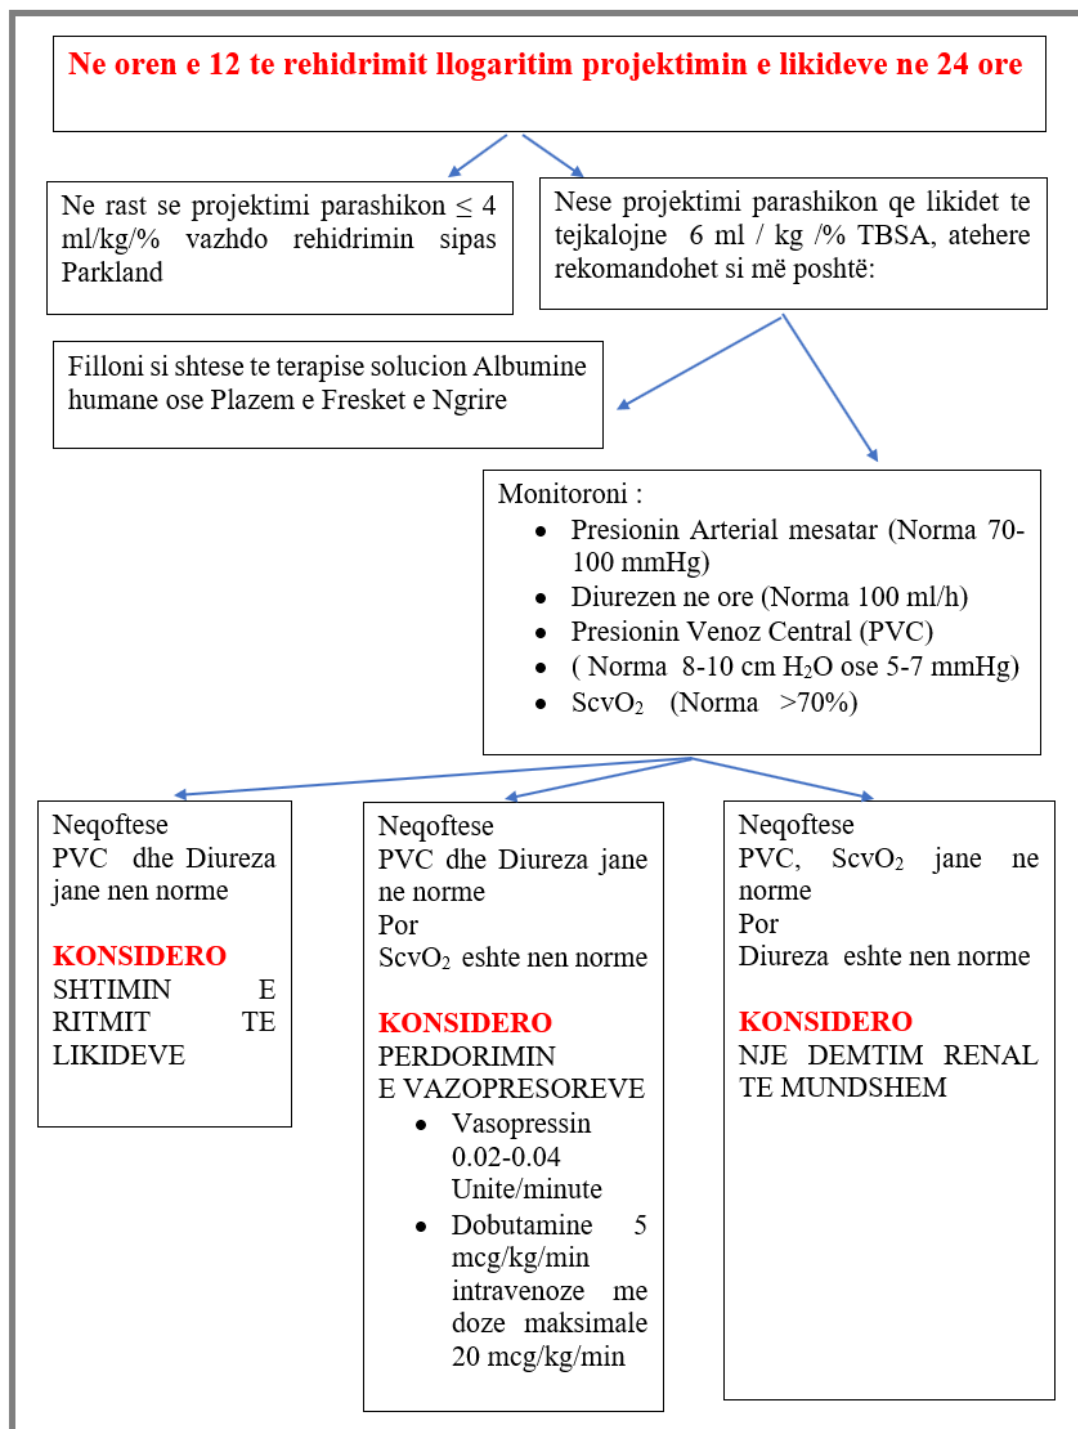 Ne oren e 12 te rehidrimit llogaritim projektimin e likideve ne 24 ore
Ne rast se projektimi parashikon ≤ 4
ml/kg/% vazhdo rehidrimin sipas
Parkland
Nese projektimi parashikon qe likidet te
tejkalojne 6 ml / kg /% TBSA, atehere
rekomandohet si më poshtë:
Filloni si shtese te terapise solucion Albumine
humane ose Plazem e Fresket e Ngrire
Monitoroni :
• Presionin Arterial mesatar (Norma 70-
100 mmHg)
• Diurezen ne ore (Norma 100 ml/h)
• Presionin Venoz Central (PVC)
• ( Norma 8-10 cm H₂O ose 5-7 mmHg)
• ScvO₂ (Norma >70%)
Neqoftese
PVC dhe Diureza
jane nen norme
KONSIDERO
SHTIMIN E
RITMIT TE
LIKIDEVE
Neqoftese
PVC dhe Diureza jane
ne norme
Por
ScvO₂ eshte nen norme
KONSIDERO
PERDORIMIN
E VAZOPRESOREVE
• Vasopressin
0.02-0.04
Unite/minute
• Dobutamine 5
mcg/kg/min
intravenoze me
doze maksimale
20 mcg/kg/min
Neqoftese
PVC, ScvO₂ jane ne
norme
Por
Diureza eshte nen norme
KONSIDERO
NJE DEMTIM RENAL
TE MUNDSHEM